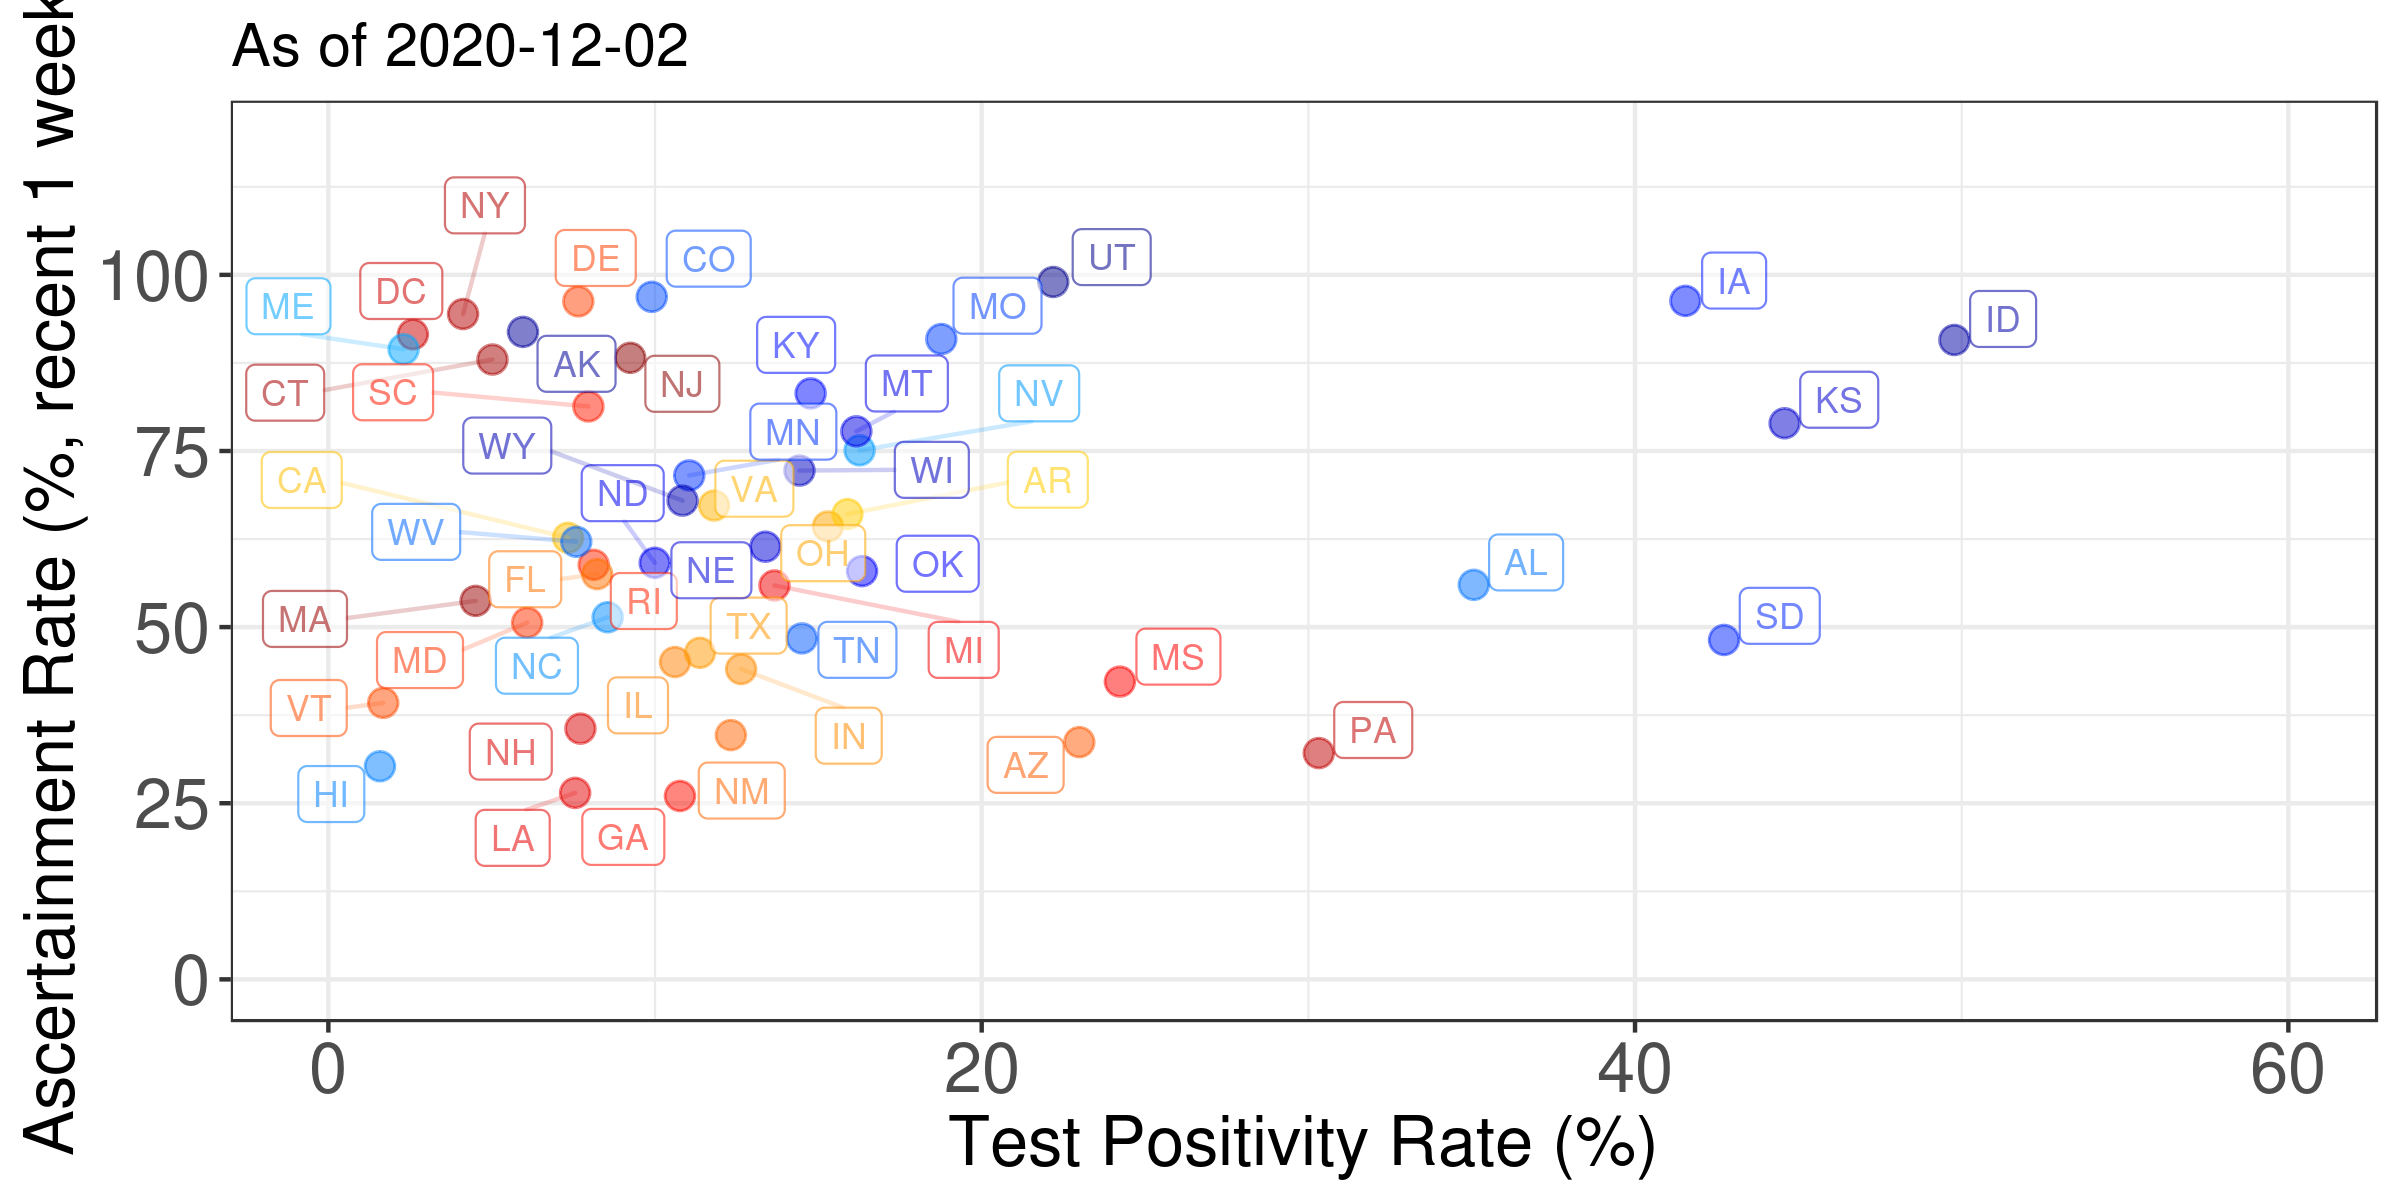 As of 2020-12-02
Ascertainment Rate (%, recent 1 week
100
75
50
25
0
NY
DE
CO
UT
ME
DC
MO
IA
ID
KY
AK
NJ
CT
SC
MT
NV
KS
WY
MN
WI
CA
ND
VA
AR
WV
OH
FL
NE
OK
AL
MA
RI
TX
SD
MD
NC
TN
MI
MS
VT
IL
IN
PA
NH
AZ
HI
NM
LA
GA
0
20
40
60
Test Positivity Rate (%)